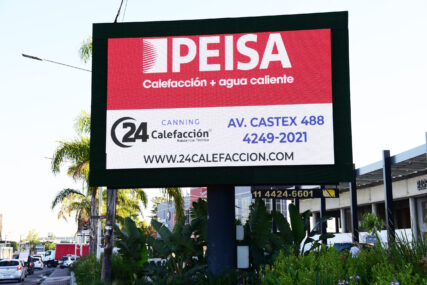 PEISA
Calefacción + agua caliente
24
CANNING
Calefacción
AV. CASTEX 488
4249-2021
WWW.24CALEFACCION.COM
11 4424-6601